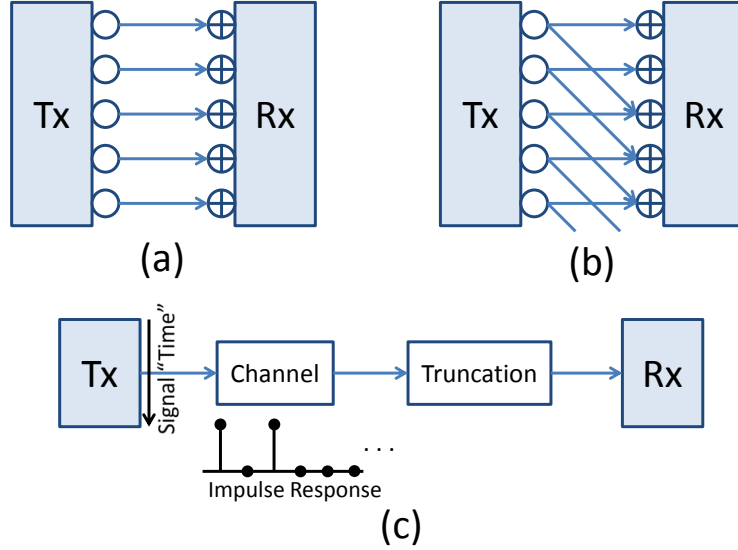 Tx
Rx
Tx
Rx
(a)
(b)
Tx
Signal "Time"
Channel
Truncation
Rx
. . .
Impulse Response
(c)